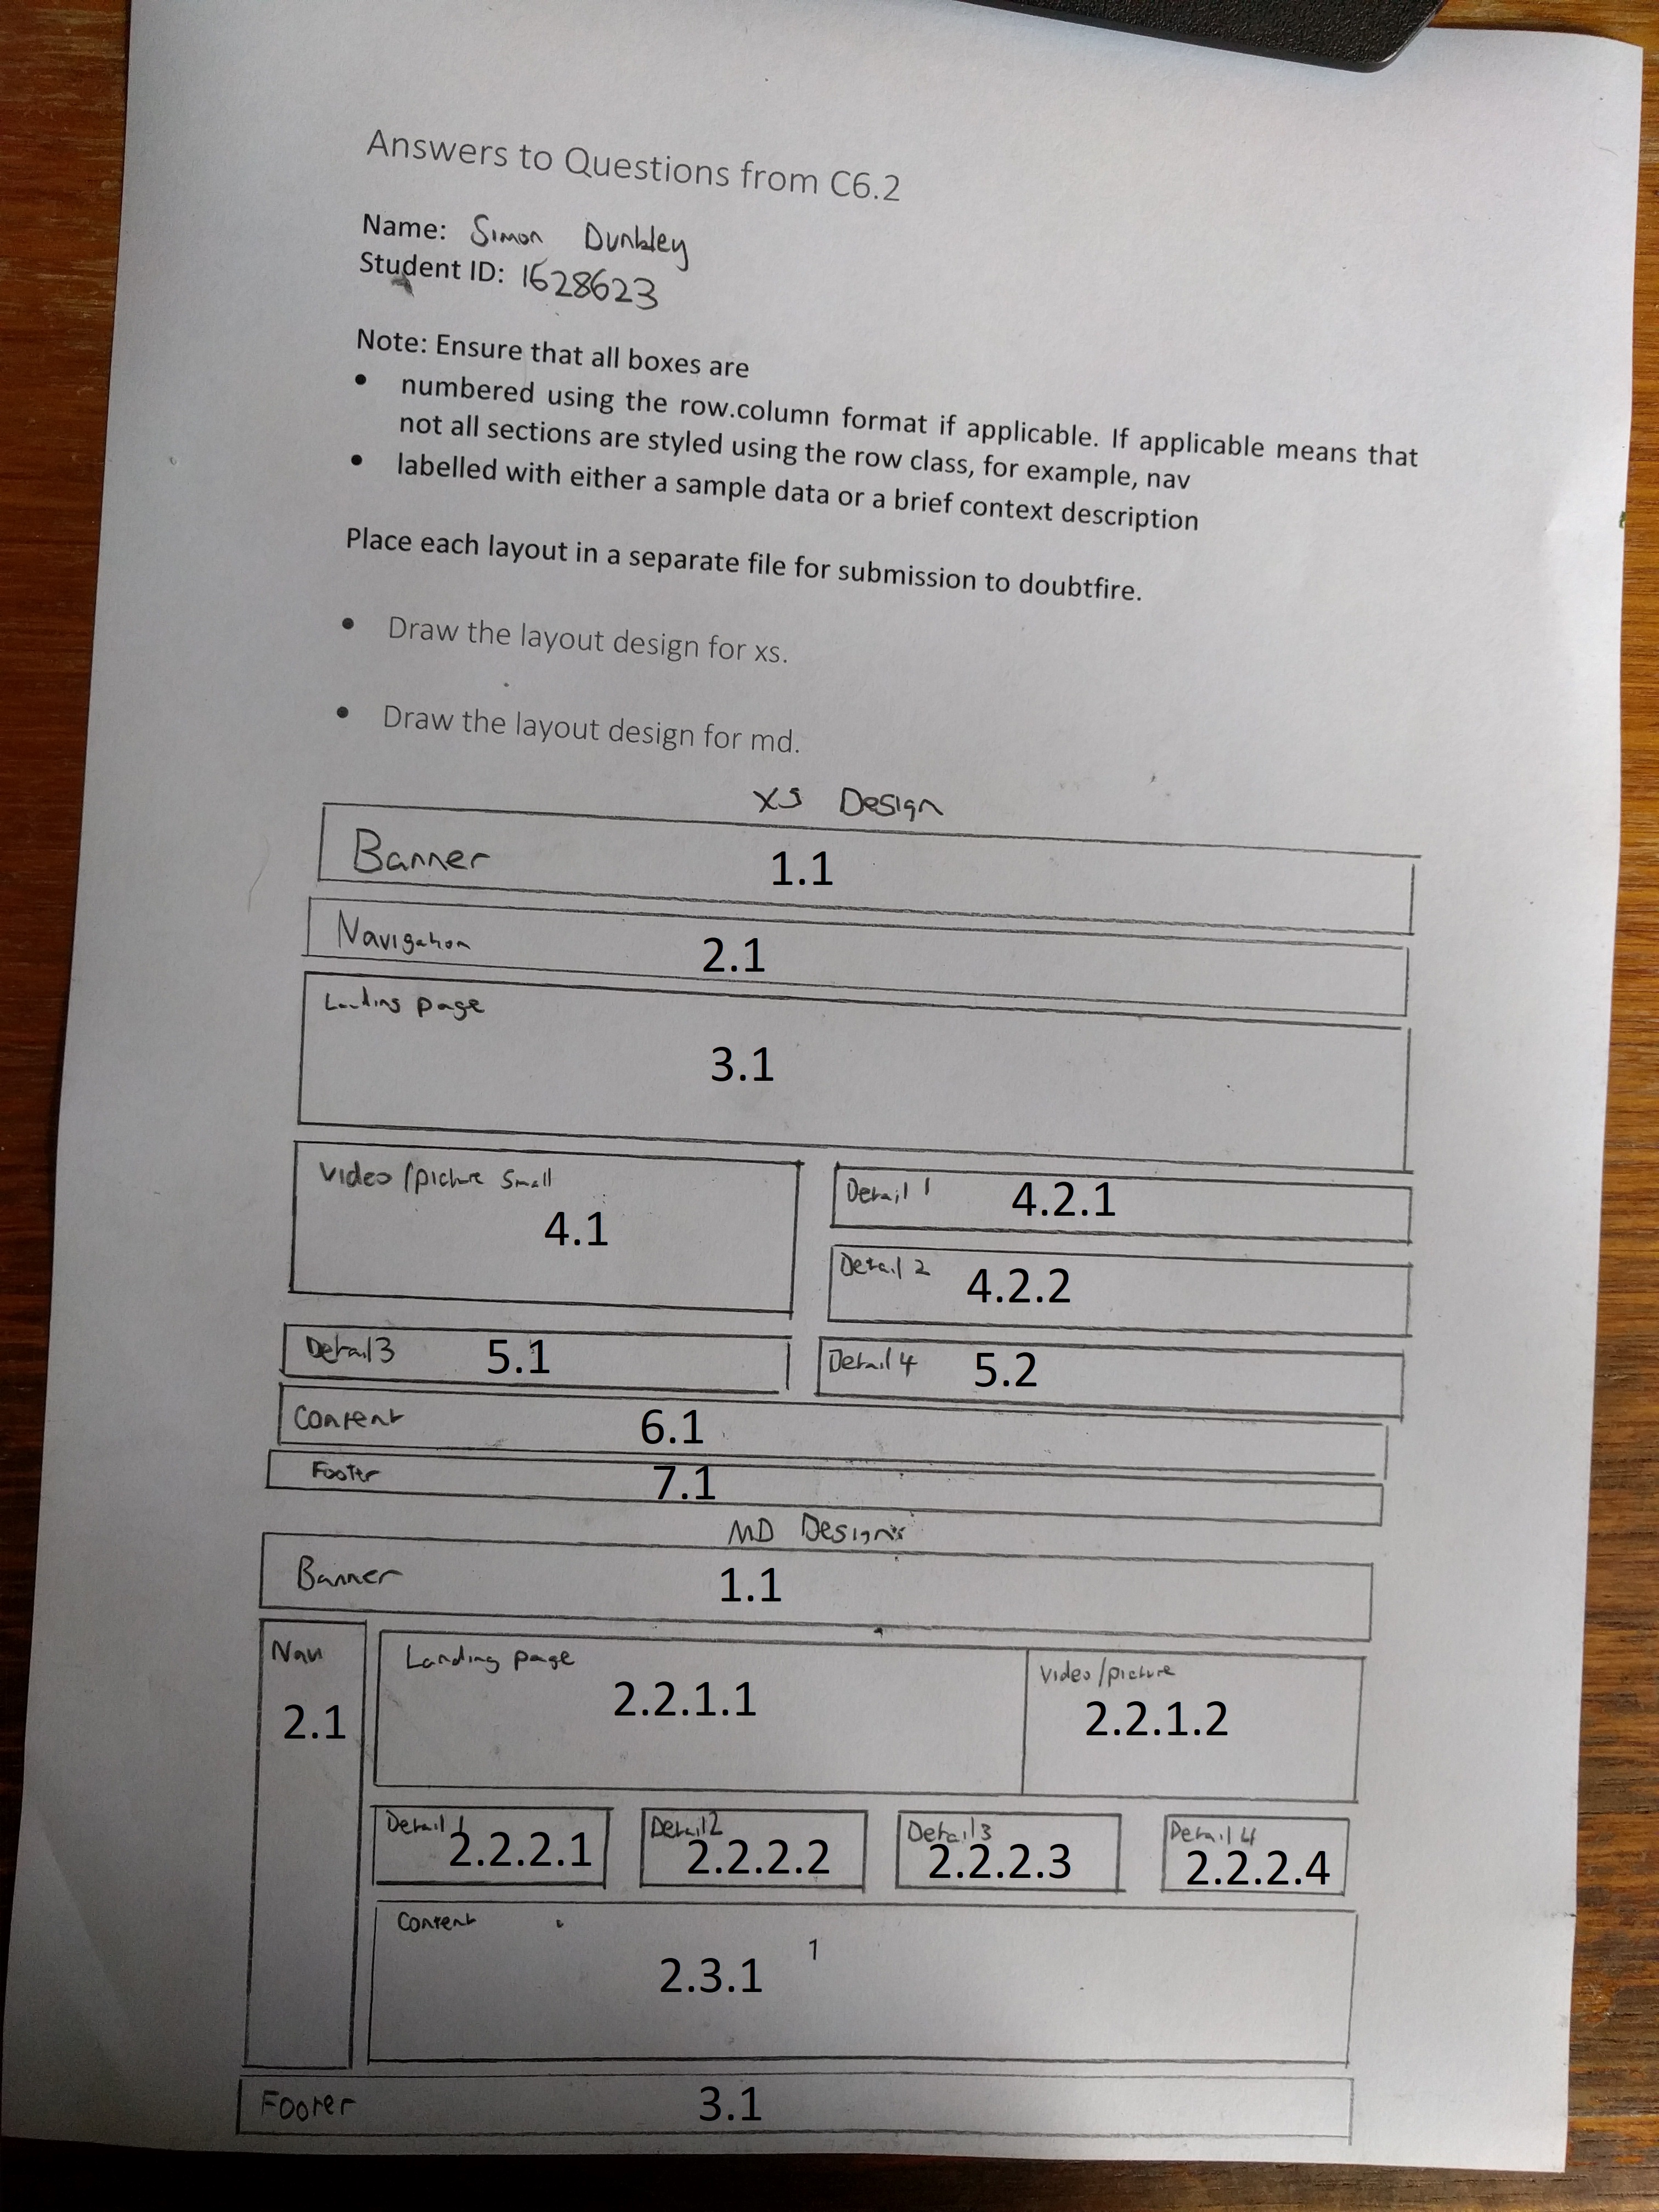 Answers to Questions from C6.2
Name: Simon Dunkley
Student ID: 1628623
Note: Ensure that all boxes are
• numbered using the row.column format if applicable. If applicable means that
not all sections are styled using the row class, for example, nav
• labelled with either a sample data or a brief context description
Place each layout in a separate file for submission to doubtfire.
• Draw the layout design for xs.
• Draw the layout design for md.
XS Design
Banner 1.1
Navigation 2.1
Landing page
3.1
Video/picture Small
4.1
Detail 1 4.2.1
Detail 2 4.2.2
Detail 3 5.1
Detail 4 5.2
Content 6.1
Footer 7.1
MD Design
Banner 1.1
Nav
2.1
Landing page
2.2.1.1
Video/picture
2.2.1.2
Detail 1
2.2.2.1
Detail 2
2.2.2.2
Detail 3
2.2.2.3
Detail 4
2.2.2.4
Content
1
2.3.1
Footer 3.1